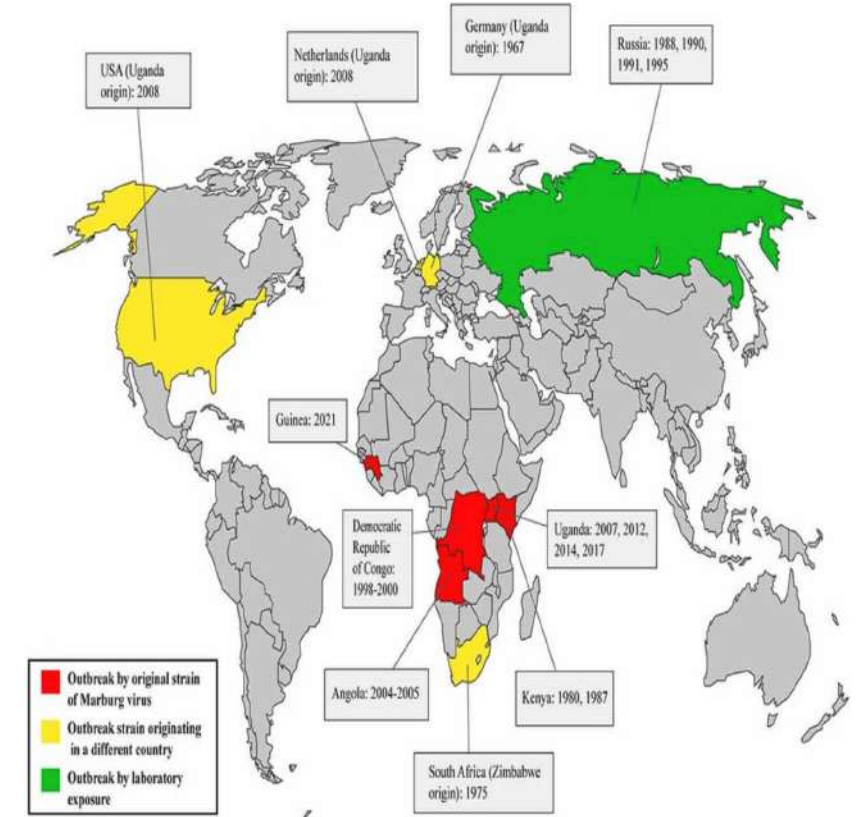 Germany (Uganda
origin): 1967
Netherlands (Uganda
origin): 2008
Russia: 1988, 1990,
1991, 1995
USA (Uganda
origin): 2008
Guinea: 2021
Democratic
Republic
of Congo:
1998-2000
Uganda: 2007, 2012,
2014, 2017
Angola: 2004-2005
Kenya: 1980, 1987
South Africa (Zimbabwe
origin): 1975
Outbreak by original strain
of Marburg virus
Outbreak strain originating
in a different country
Outbreak by laboratory
exposure